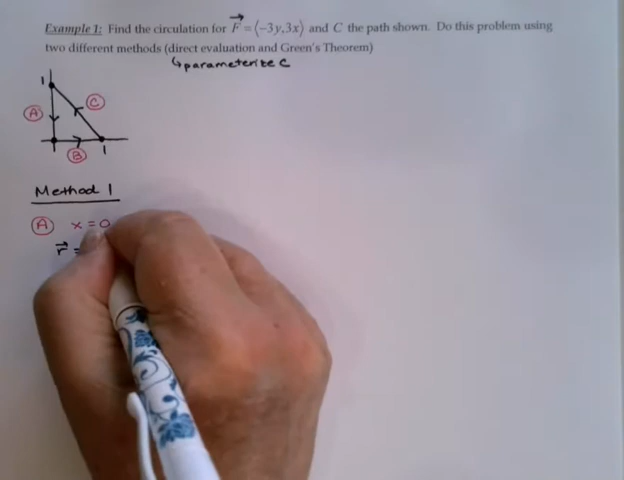 Example 1: Find the circulation for F⃗ = ⟨−3y,3x⟩ and C the path shown. Do this problem using
two different methods (direct evaluation and Green's Theorem)
↳parameterize C
1
A
C
B
1
1
Method 1
A x=0
r⃗ =